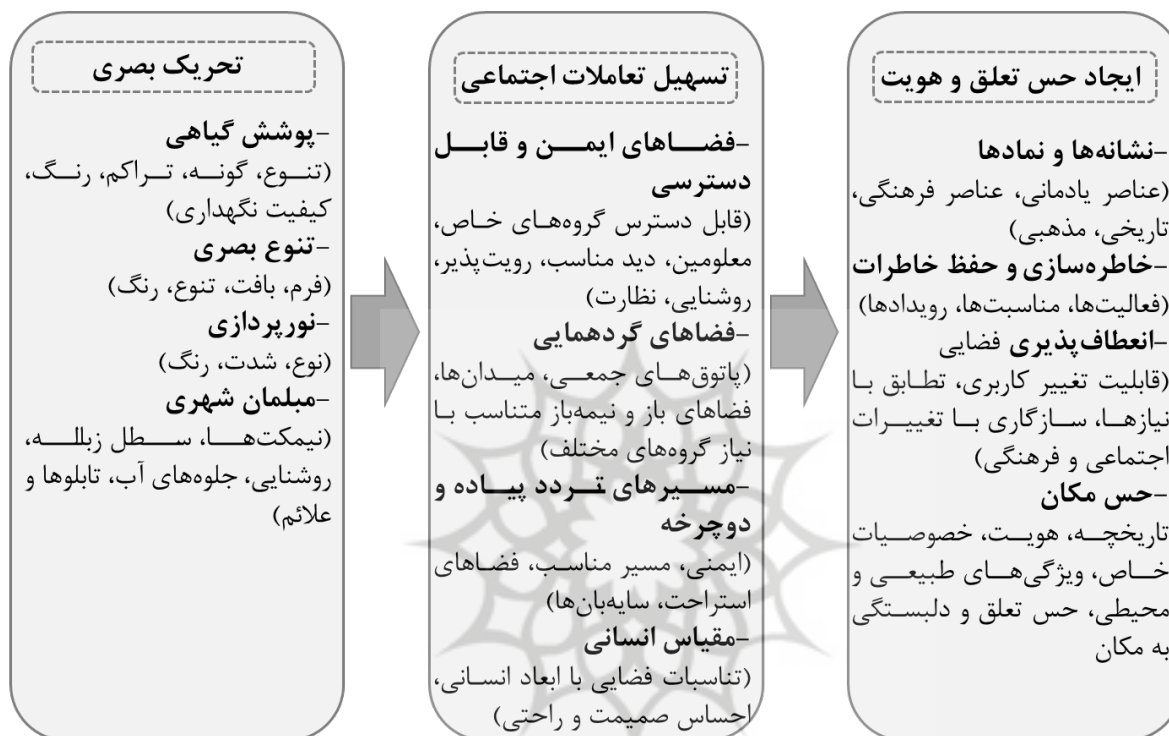 تحریک بصری
-پوشش گیاهی
(تنوع، گونه، تراکم، رنگ،
کیفیت نگهداری)
-تنوع بصری
(فرم، بافت، تنوع، رنگ)
-نورپردازی
(نوع، شدت، رنگ)
-مبلمان شهری
(نیمکت‌ها، سطل زبلله،
روشنایی، جلوه‌های آب، تابلوها و
علائم)
تسهیل تعاملات اجتماعی
-فضاهای ایمن و قابل
دسترسی
(قابل دسترس گروه‌های خاص،
معلومین، دید مناسب، رویت‌پذیر،
روشنایی، نظارت)
-فضاهای گردهمایی
(پاتوق‌های جمعی، میدان‌ها،
فضاهای باز و نیمه‌باز متناسب با
نیاز گروه‌های مختلف)
-مسیرهای تردد پیاده و
دوچرخه
(ایمنی، مسیر مناسب، فضاهای
استراحت، سایه‌بان‌ها)
-مقیاس انسانی
(تناسبات فضایی با ابعاد انسانی،
احساس صمیمت و راحتی)
ایجاد حس تعلق و هویت
-نشانه‌ها و نمادها
(عناصر یادمانی، عناصر فرهنگی،
تاریخی، مذهبی)
-خاطره‌سازی و حفظ خاطرات
(فعالیت‌ها، مناسبت‌ها، رویدادها)
-انعطاف‌پذیری فضایی
(قابلیت تغییر کاربری، تطابق با
نیازها، سازگاری با تغییرات
اجتماعی و فرهنگی)
-حس مکان
تاریخچه، هویت، خصوصیات
خاص، ویژگی‌های طبیعی و
محیطی، حس تعلق و دلبستگی
به مکان